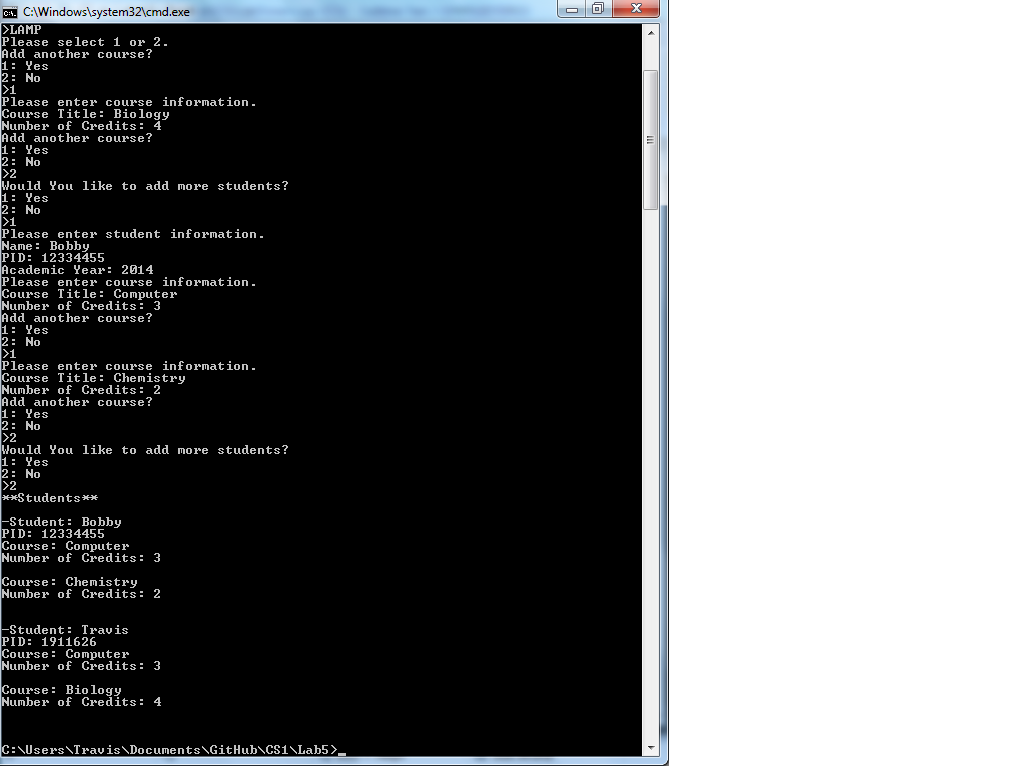 C:\Windows\system32\cmd.exe
>LAMP
Please select 1 or 2.
Add another course?
1: Yes
2: No
>1
Please enter course information.
Course Title: Biology
Number of Credits: 4
Add another course?
1: Yes
2: No
>2
Would You like to add more students?
1: Yes
2: No
>1
Please enter student information.
Name: Bobby
PID: 12334455
Academic Year: 2014
Please enter course information.
Course Title: Computer
Number of Credits: 3
Add another course?
1: Yes
2: No
>1
Please enter course information.
Course Title: Chemistry
Number of Credits: 2
Add another course?
1: Yes
2: No
>2
Would You like to add more students?
1: Yes
2: No
>2
**Students**
-Student: Bobby
PID: 12334455
Course: Computer
Number of Credits: 3
Course: Chemistry
Number of Credits: 2
-Student: Travis
PID: 1911626
Course: Computer
Number of Credits: 3
Course: Biology
Number of Credits: 4
C:\Users\Travis\Documents\GitHub\CS1\Lab5>_